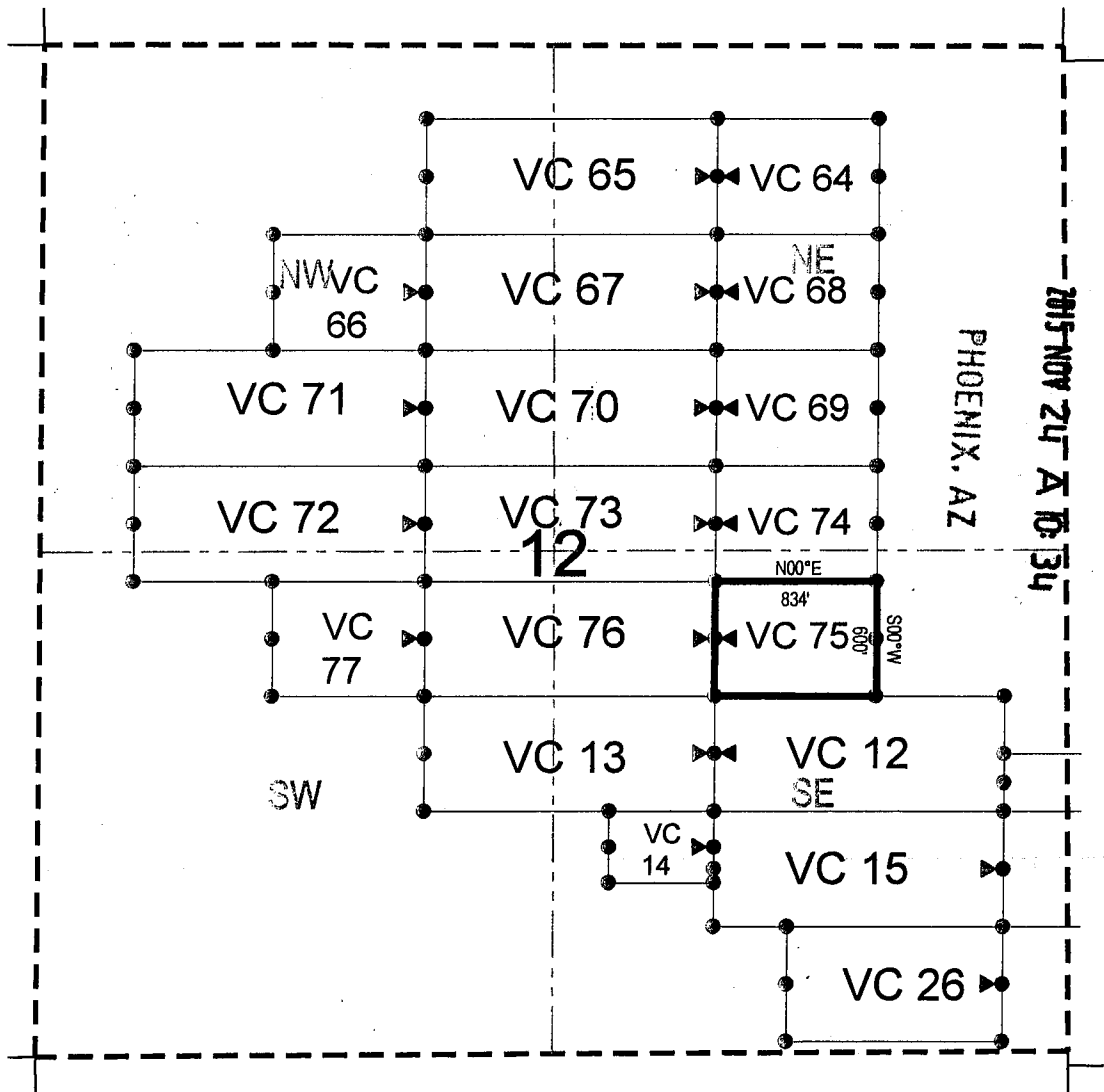 VC 65
VC 64
NW
VC
66
VC 67
NE
VC 68
VC 71
VC 70
VC 69
VC 72
VC 73
VC 74
12
N00°E
834'
VC
77
VC 76
VC 75
600'
S00°W
VC 13
VC 12
SW
SE
VC
14
VC 15
VC 26
PHOENIX, AZ
2015 NOV 24 A 10:34